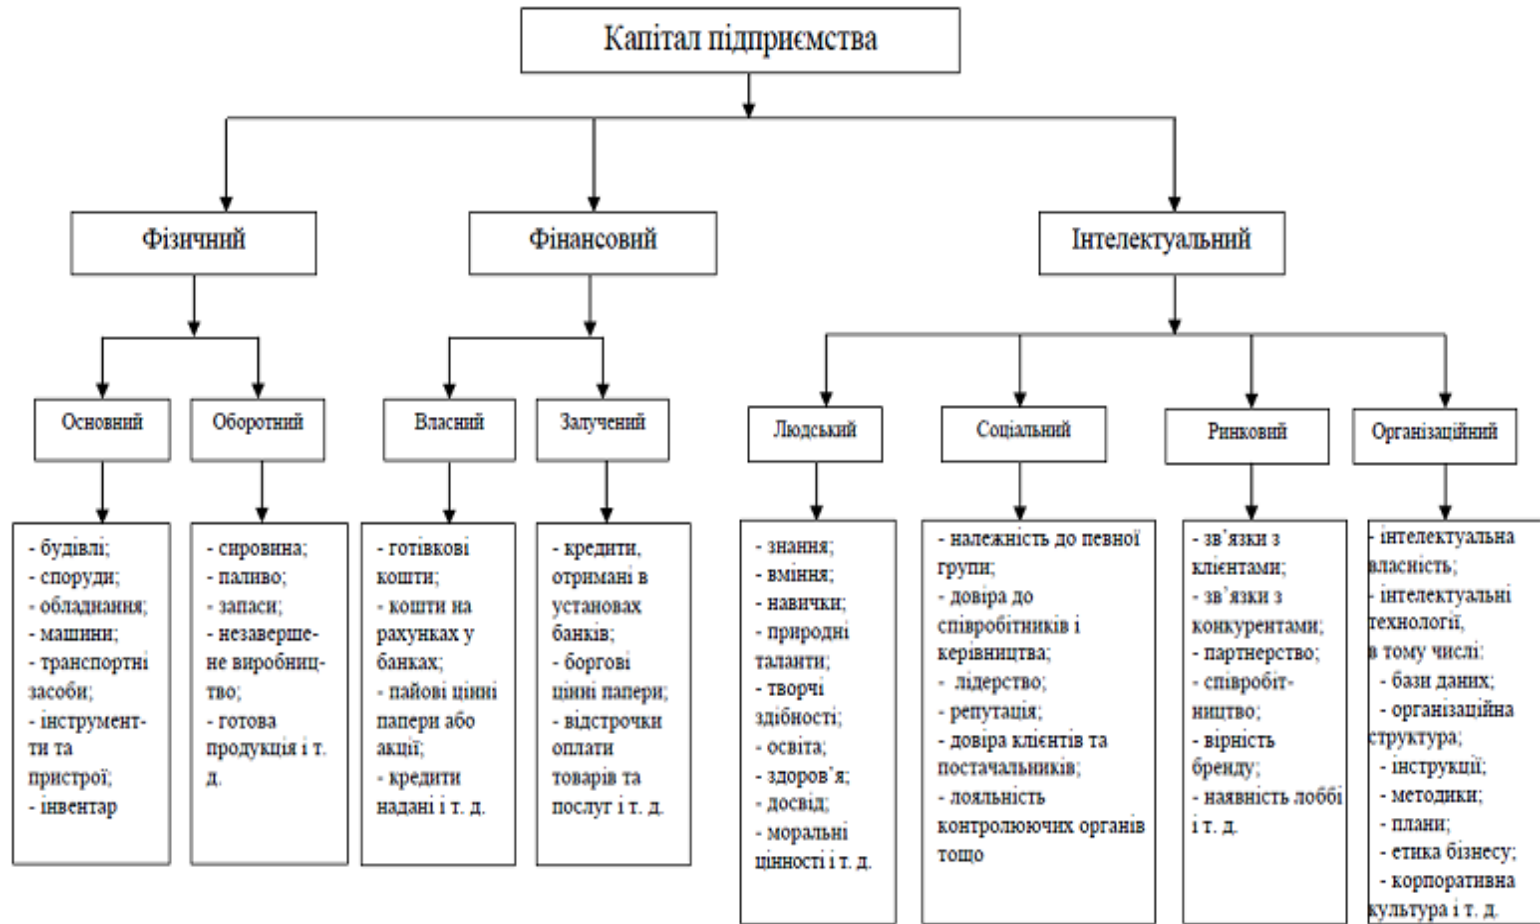 Капітал підприємства
Фізичний
Фінансовий
Інтелектуальний
Основний
Оборотний
Власний
Залучений
Людський
Соціальний
Ринковий
Організаційний
- будівлі;
- споруди;
- обладнання;
- машини;
- транспортні
засоби;
- інструмент-
ти та
пристрої;
- інвентар
- сировина;
- паливо;
- запаси;
- незаверше-
не виробниц-
тво;
- готова
продукція і т.
д.
- готівкові
кошти;
- кошти на
рахунках у
банках;
- пайові цінні
папери або
акції;
- кредити
надані і т. д.
- кредити,
отримані в
установах
банків;
- боргові
цінні папери;
- відстрочки
оплати
товарів та
послуг і т. д.
- знання;
- вміння;
- навички;
- природні
таланти;
- творчі
здібності;
- освіта;
- здоров’я;
- досвід;
- моральні
цінності і т. д.
- належність до певної
групи;
- довіра до
співробітників і
керівництва;
- лідерство;
- репутація;
- довіра клієнтів та
постачальників;
- лояльність
контролюючих органів
тощо
- зв’язки з
клієнтами;
- зв’язки з
конкурентами;
- партнерство;
- співробіт-
ництво;
- вірність
бренду;
- наявність лоббі
і т. д.
- інтелектуальна
власність;
- інтелектуальні
технології,
в тому числі:
- бази даних;
- організаційна
структура;
- інструкції;
- методики;
- плани;
- етика бізнесу;
- корпоративна
культура і т. д.